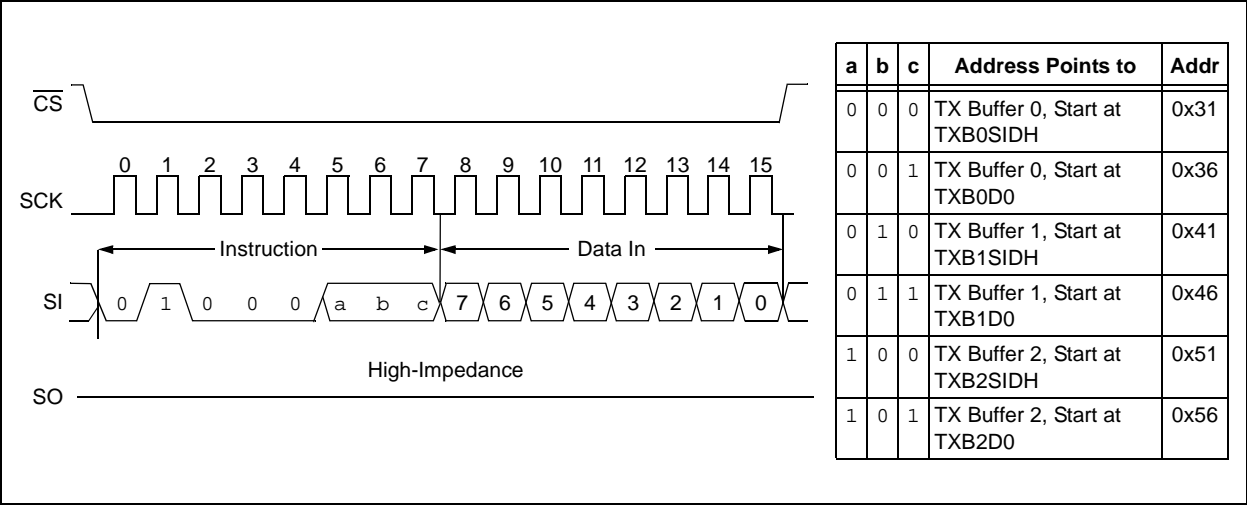 CS
0 1 2 3 4 5 6 7 8 9 10 11 12 13 14 15
SCK
Instruction Data In
SI 0 1 0 0 0 a b c 7 6 5 4 3 2 1 0
High-Impedance
SO
a b c Address Points to Addr
0 0 0 TX Buffer 0, Start at 0x31
TXB0SIDH
0 0 1 TX Buffer 0, Start at 0x36
TXB0D0
0 1 0 TX Buffer 1, Start at 0x41
TXB1SIDH
0 1 1 TX Buffer 1, Start at 0x46
TXB1D0
1 0 0 TX Buffer 2, Start at 0x51
TXB2SIDH
1 0 1 TX Buffer 2, Start at 0x56
TXB2D0